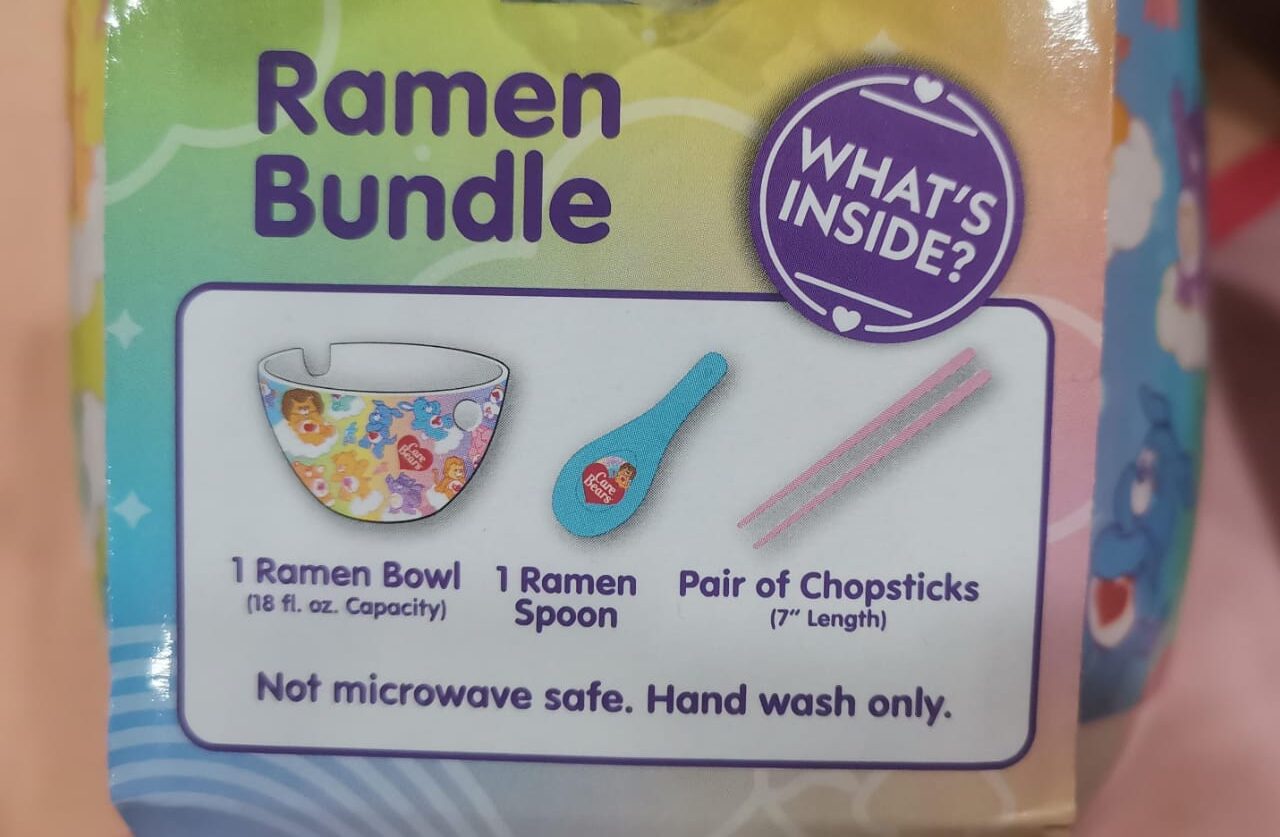 Ramen
Bundle
WHAT'S
INSIDE?
Care
Bears
Care
Bears
1 Ramen Bowl
(18 fl. oz. Capacity)
1 Ramen
Spoon
Pair of Chopsticks
(7" Length)
Not microwave safe. Hand wash only.